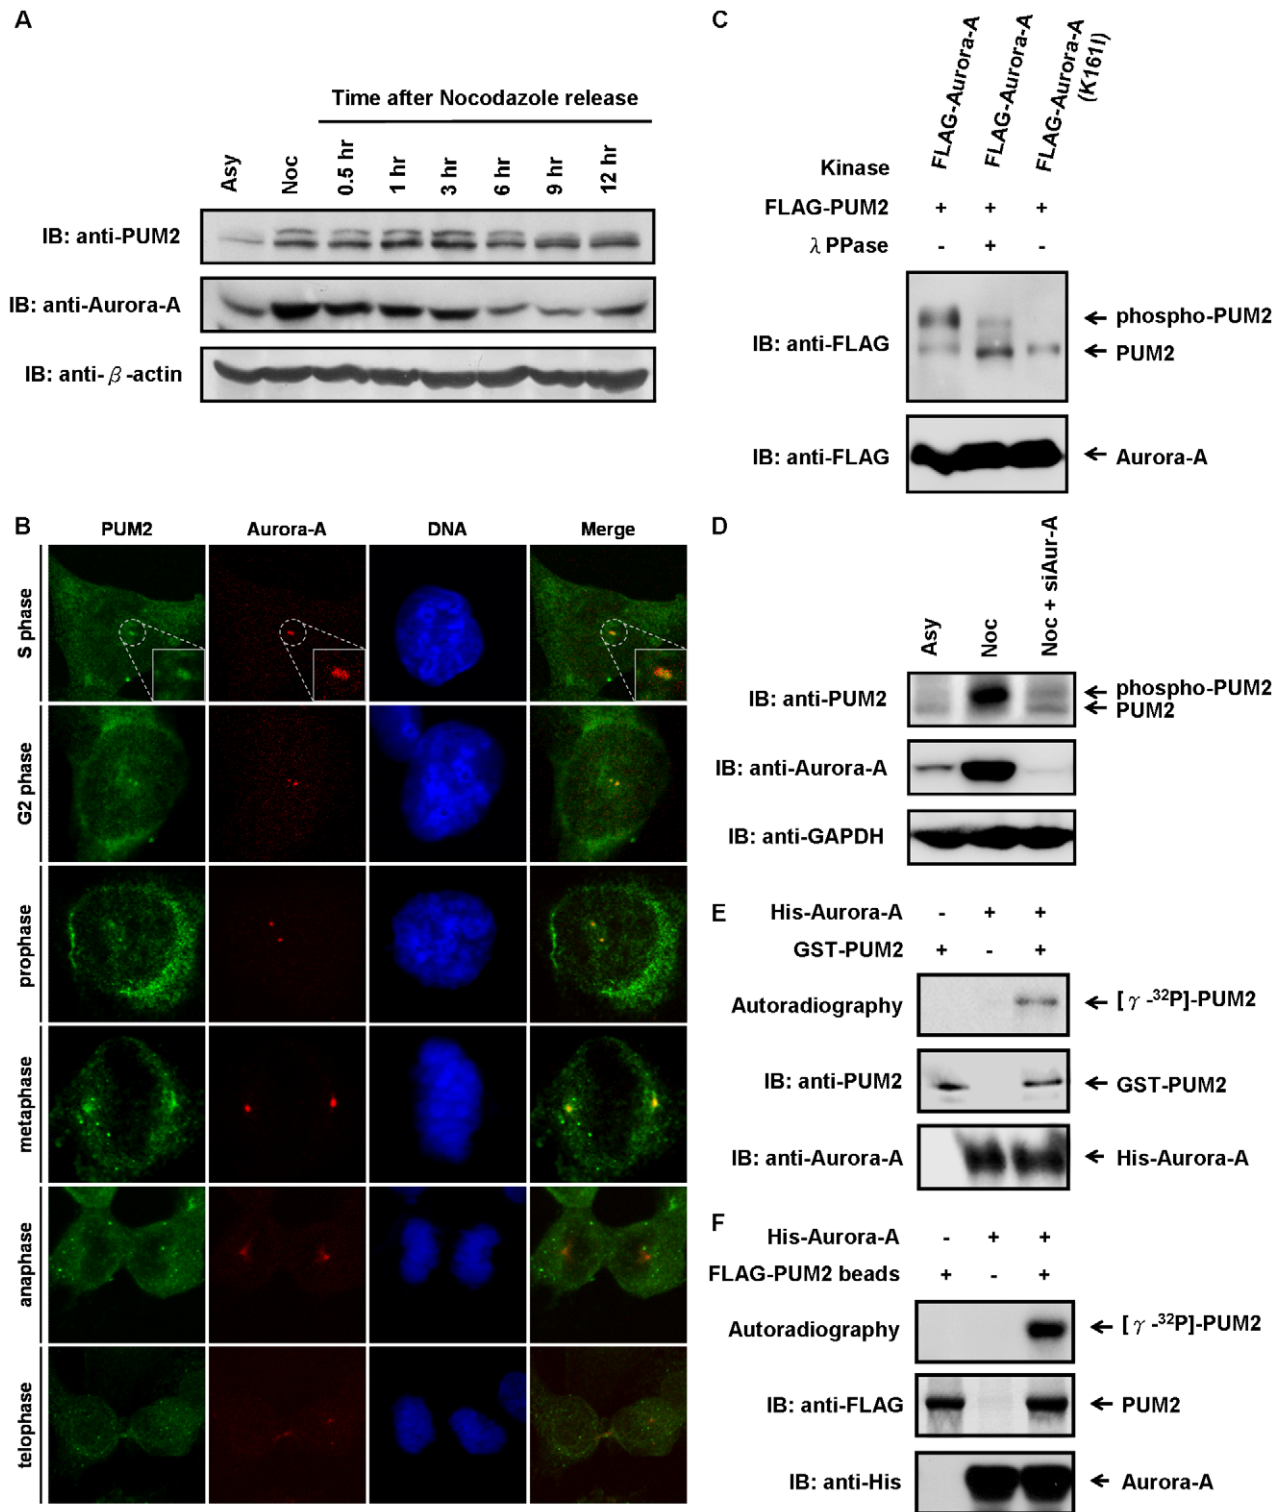 A
Time after Nocodazole release
Asy
Noc
0.5 hr
1 hr
3 hr
6 hr
9 hr
12 hr
IB: anti-PUM2
IB: anti-Aurora-A
IB: anti-β-actin
B
PUM2 Aurora-A DNA Merge
S phase
G2 phase
prophase
metaphase
anaphase
telophase
C
FLAG-Aurora-A
FLAG-Aurora-A
FLAG-Aurora-A
(K161I)
Kinase
FLAG-PUM2 + + +
λ PPase - + -
IB: anti-FLAG
← phospho-PUM2
← PUM2
IB: anti-FLAG ← Aurora-A
D
Asy
Noc
Noc + siAur-A
IB: anti-PUM2
← phospho-PUM2
← PUM2
IB: anti-Aurora-A
IB: anti-GAPDH
E
His-Aurora-A - + +
GST-PUM2 + - +
Autoradiography ← [γ-³²P]-PUM2
IB: anti-PUM2 ← GST-PUM2
IB: anti-Aurora-A ← His-Aurora-A
F
His-Aurora-A - + +
FLAG-PUM2 beads + - +
Autoradiography ← [γ-³²P]-PUM2
IB: anti-FLAG ← PUM2
IB: anti-His ← Aurora-A